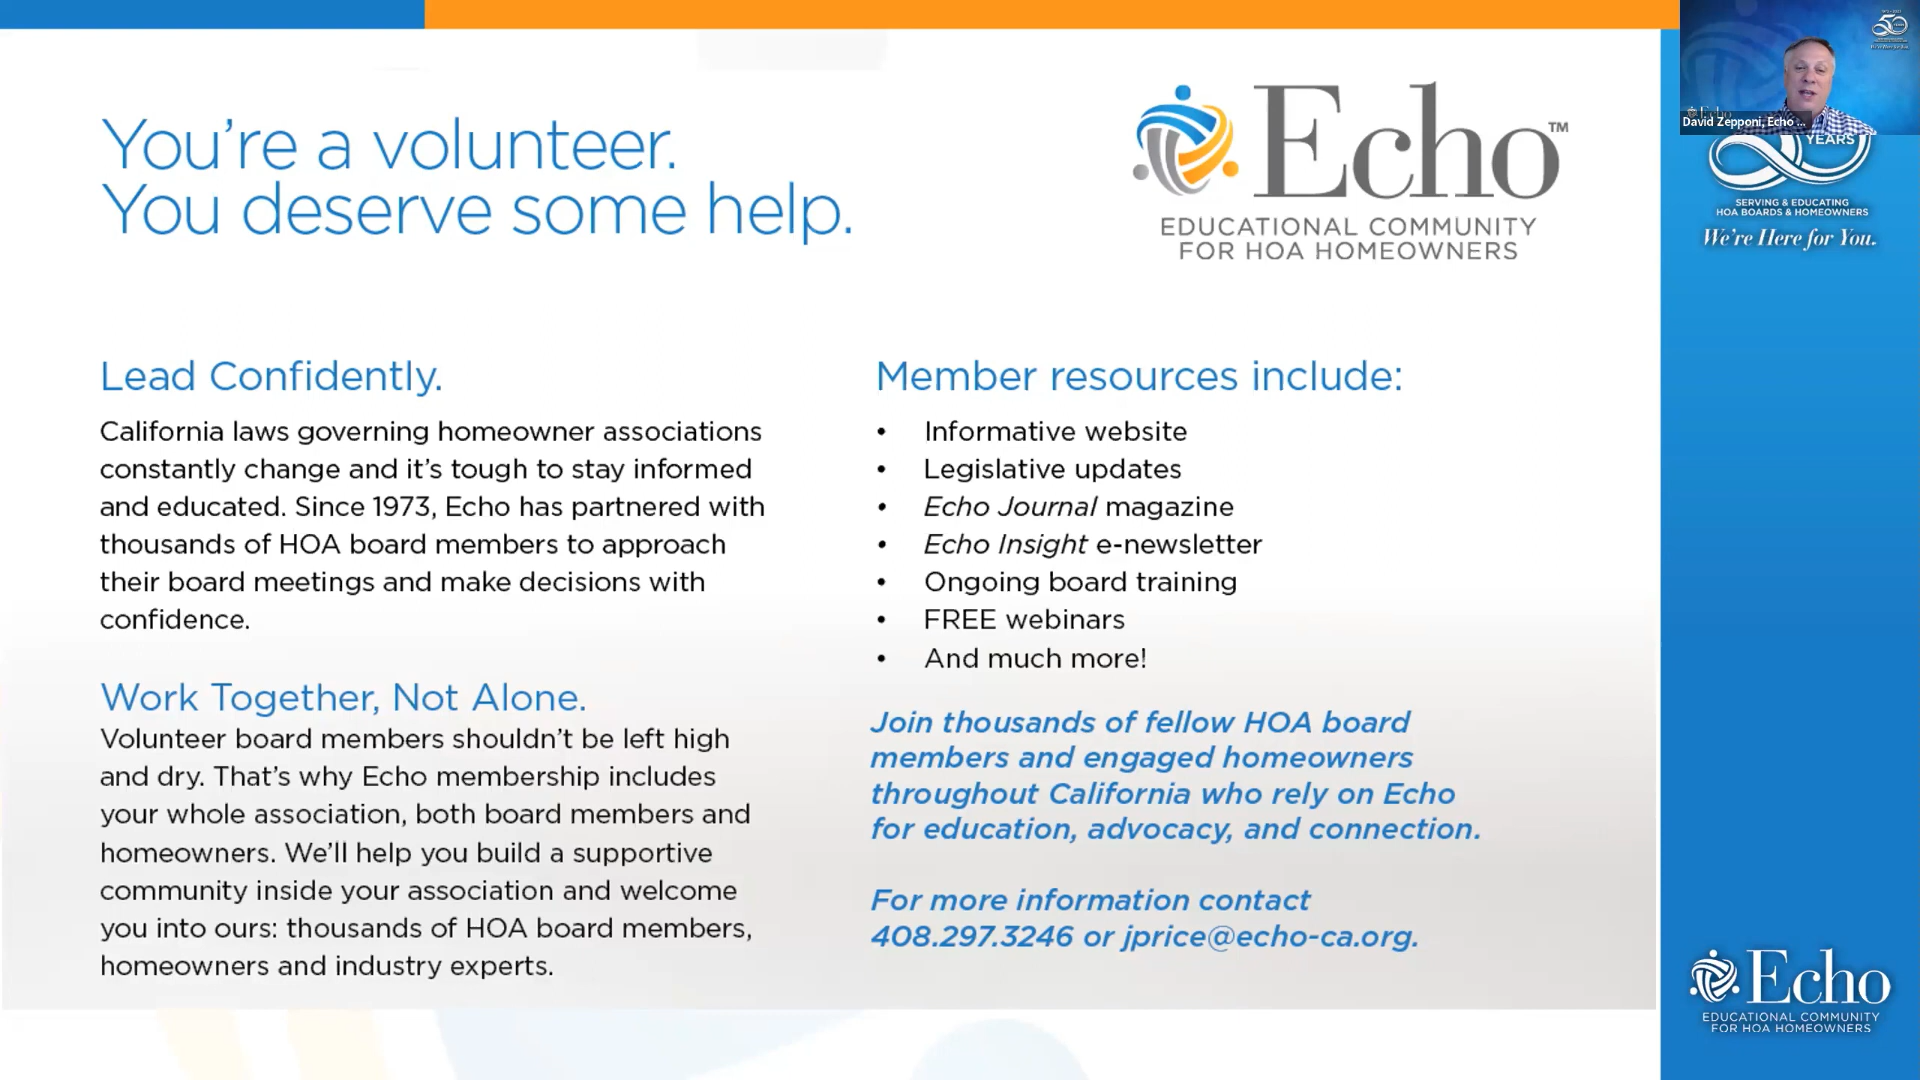 You're a volunteer.
You deserve some help.
Echo™
EDUCATIONAL COMMUNITY
FOR HOA HOMEOWNERS
Lead Confidently.
California laws governing homeowner associations
constantly change and it's tough to stay informed
and educated. Since 1973, Echo has partnered with
thousands of HOA board members to approach
their board meetings and make decisions with
confidence.
Work Together, Not Alone.
Volunteer board members shouldn't be left high
and dry. That's why Echo membership includes
your whole association, both board members and
homeowners. We'll help you build a supportive
community inside your association and welcome
you into ours: thousands of HOA board members,
homeowners and industry experts.
Member resources include:
• Informative website
• Legislative updates
• Echo Journal magazine
• Echo Insight e-newsletter
• Ongoing board training
• FREE webinars
• And much more!
Join thousands of fellow HOA board
members and engaged homeowners
throughout California who rely on Echo
for education, advocacy, and connection.
For more information contact
408.297.3246 or jprice@echo-ca.org.
50
David Zepponi, Echo ...
YEARS
SERVING & EDUCATING
HOA BOARDS & HOMEOWNERS
We're Here for You.
Echo
EDUCATIONAL COMMUNITY
FOR HOA HOMEOWNERS